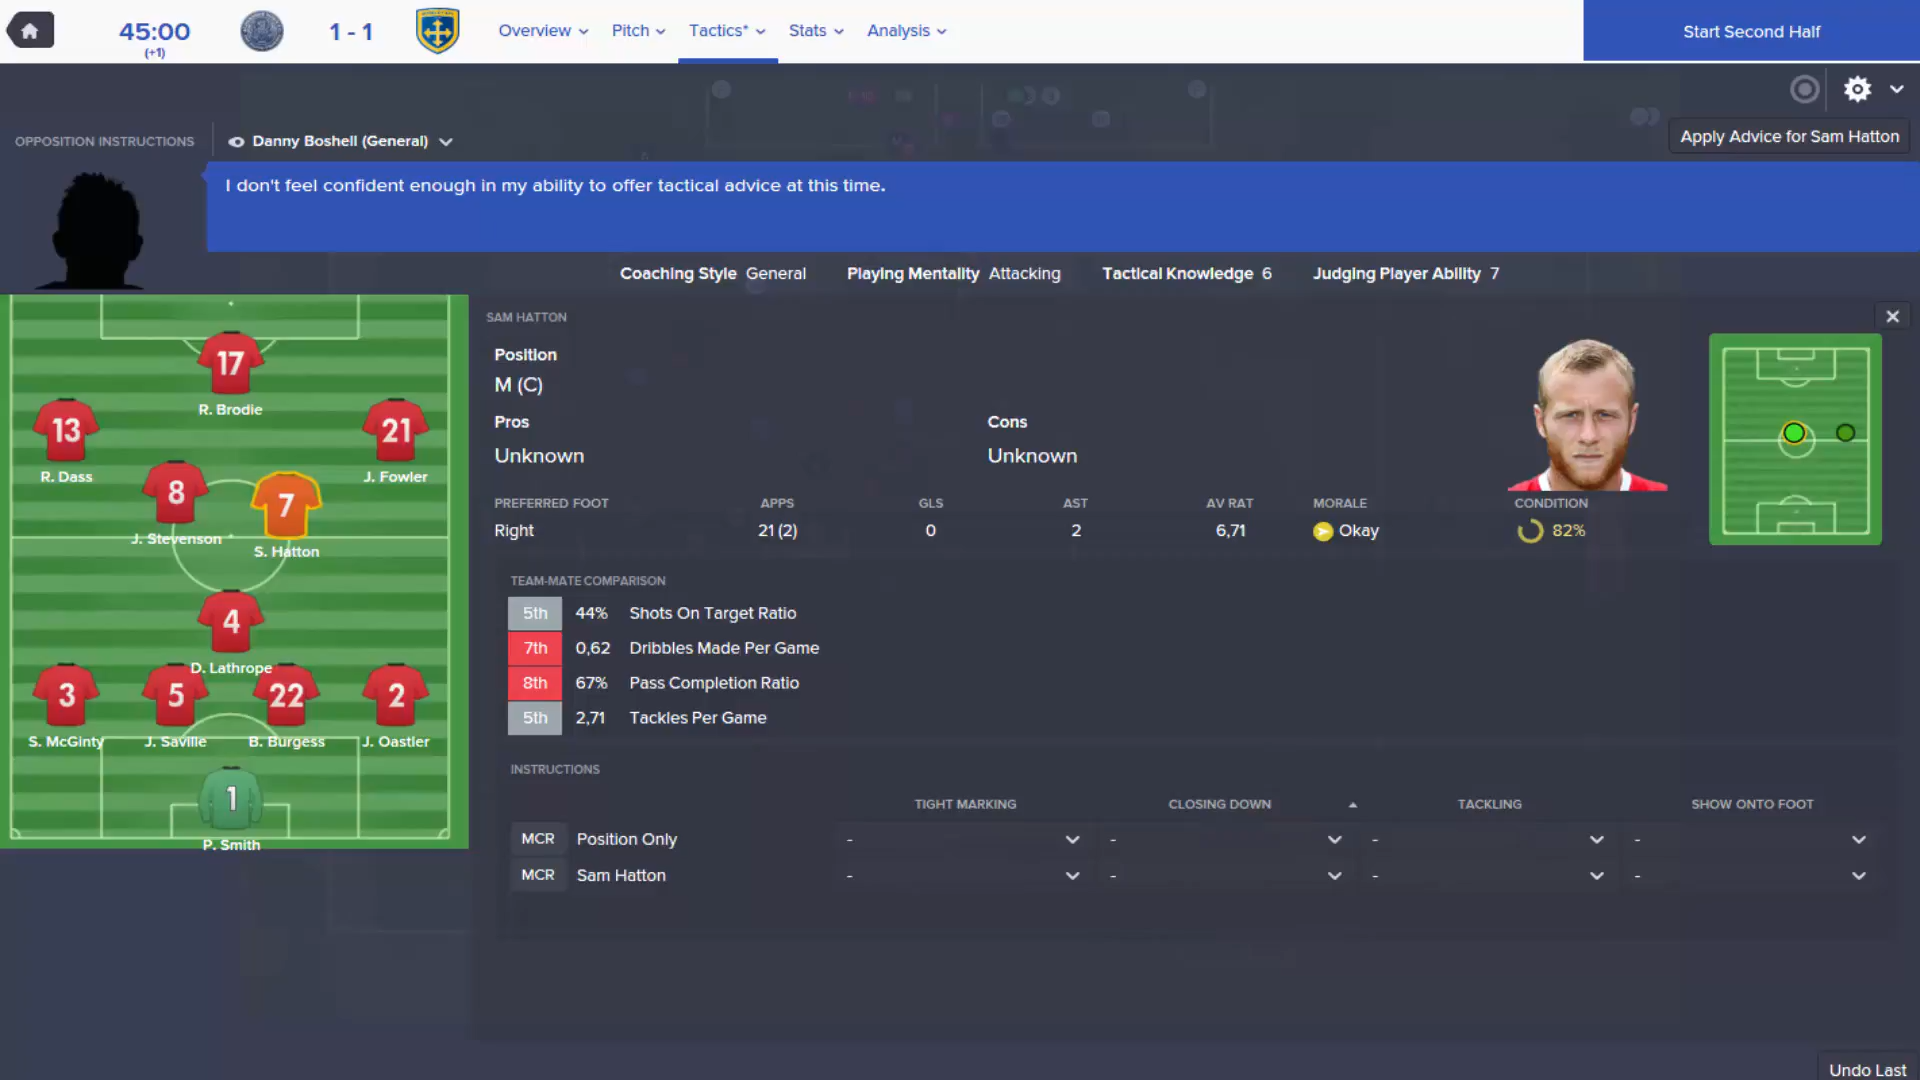 45:00
(+1)
1 - 1
Overview
Pitch
Tactics*
Stats
Analysis
Start Second Half
OPPOSITION INSTRUCTIONS
Danny Boshell (General)
Apply Advice for Sam Hatton
I don't feel confident enough in my ability to offer tactical advice at this time.
Coaching Style General
Playing Mentality Attacking
Tactical Knowledge 6
Judging Player Ability 7
17
R. Brodie
13
R. Dass
21
J. Fowler
8
J. Stevenson *
7
S. Hatton
4
D. Lathrope
3
S. McGinty
5
J. Saville
22
B. Burgess
2
J. Oastler
1
P. Smith
SAM HATTON
Position
M (C)
Pros
Cons
Unknown
Unknown
PREFERRED FOOT APPS GLS AST AV RAT MORALE CONDITION
Right 21 (2) 0 2 6,71 Okay 82%
TEAM-MATE COMPARISON
5th 44% Shots On Target Ratio
7th 0,62 Dribbles Made Per Game
8th 67% Pass Completion Ratio
5th 2,71 Tackles Per Game
INSTRUCTIONS
TIGHT MARKING CLOSING DOWN TACKLING SHOW ONTO FOOT
MCR Position Only - - - -
MCR Sam Hatton - - - -
Undo Last